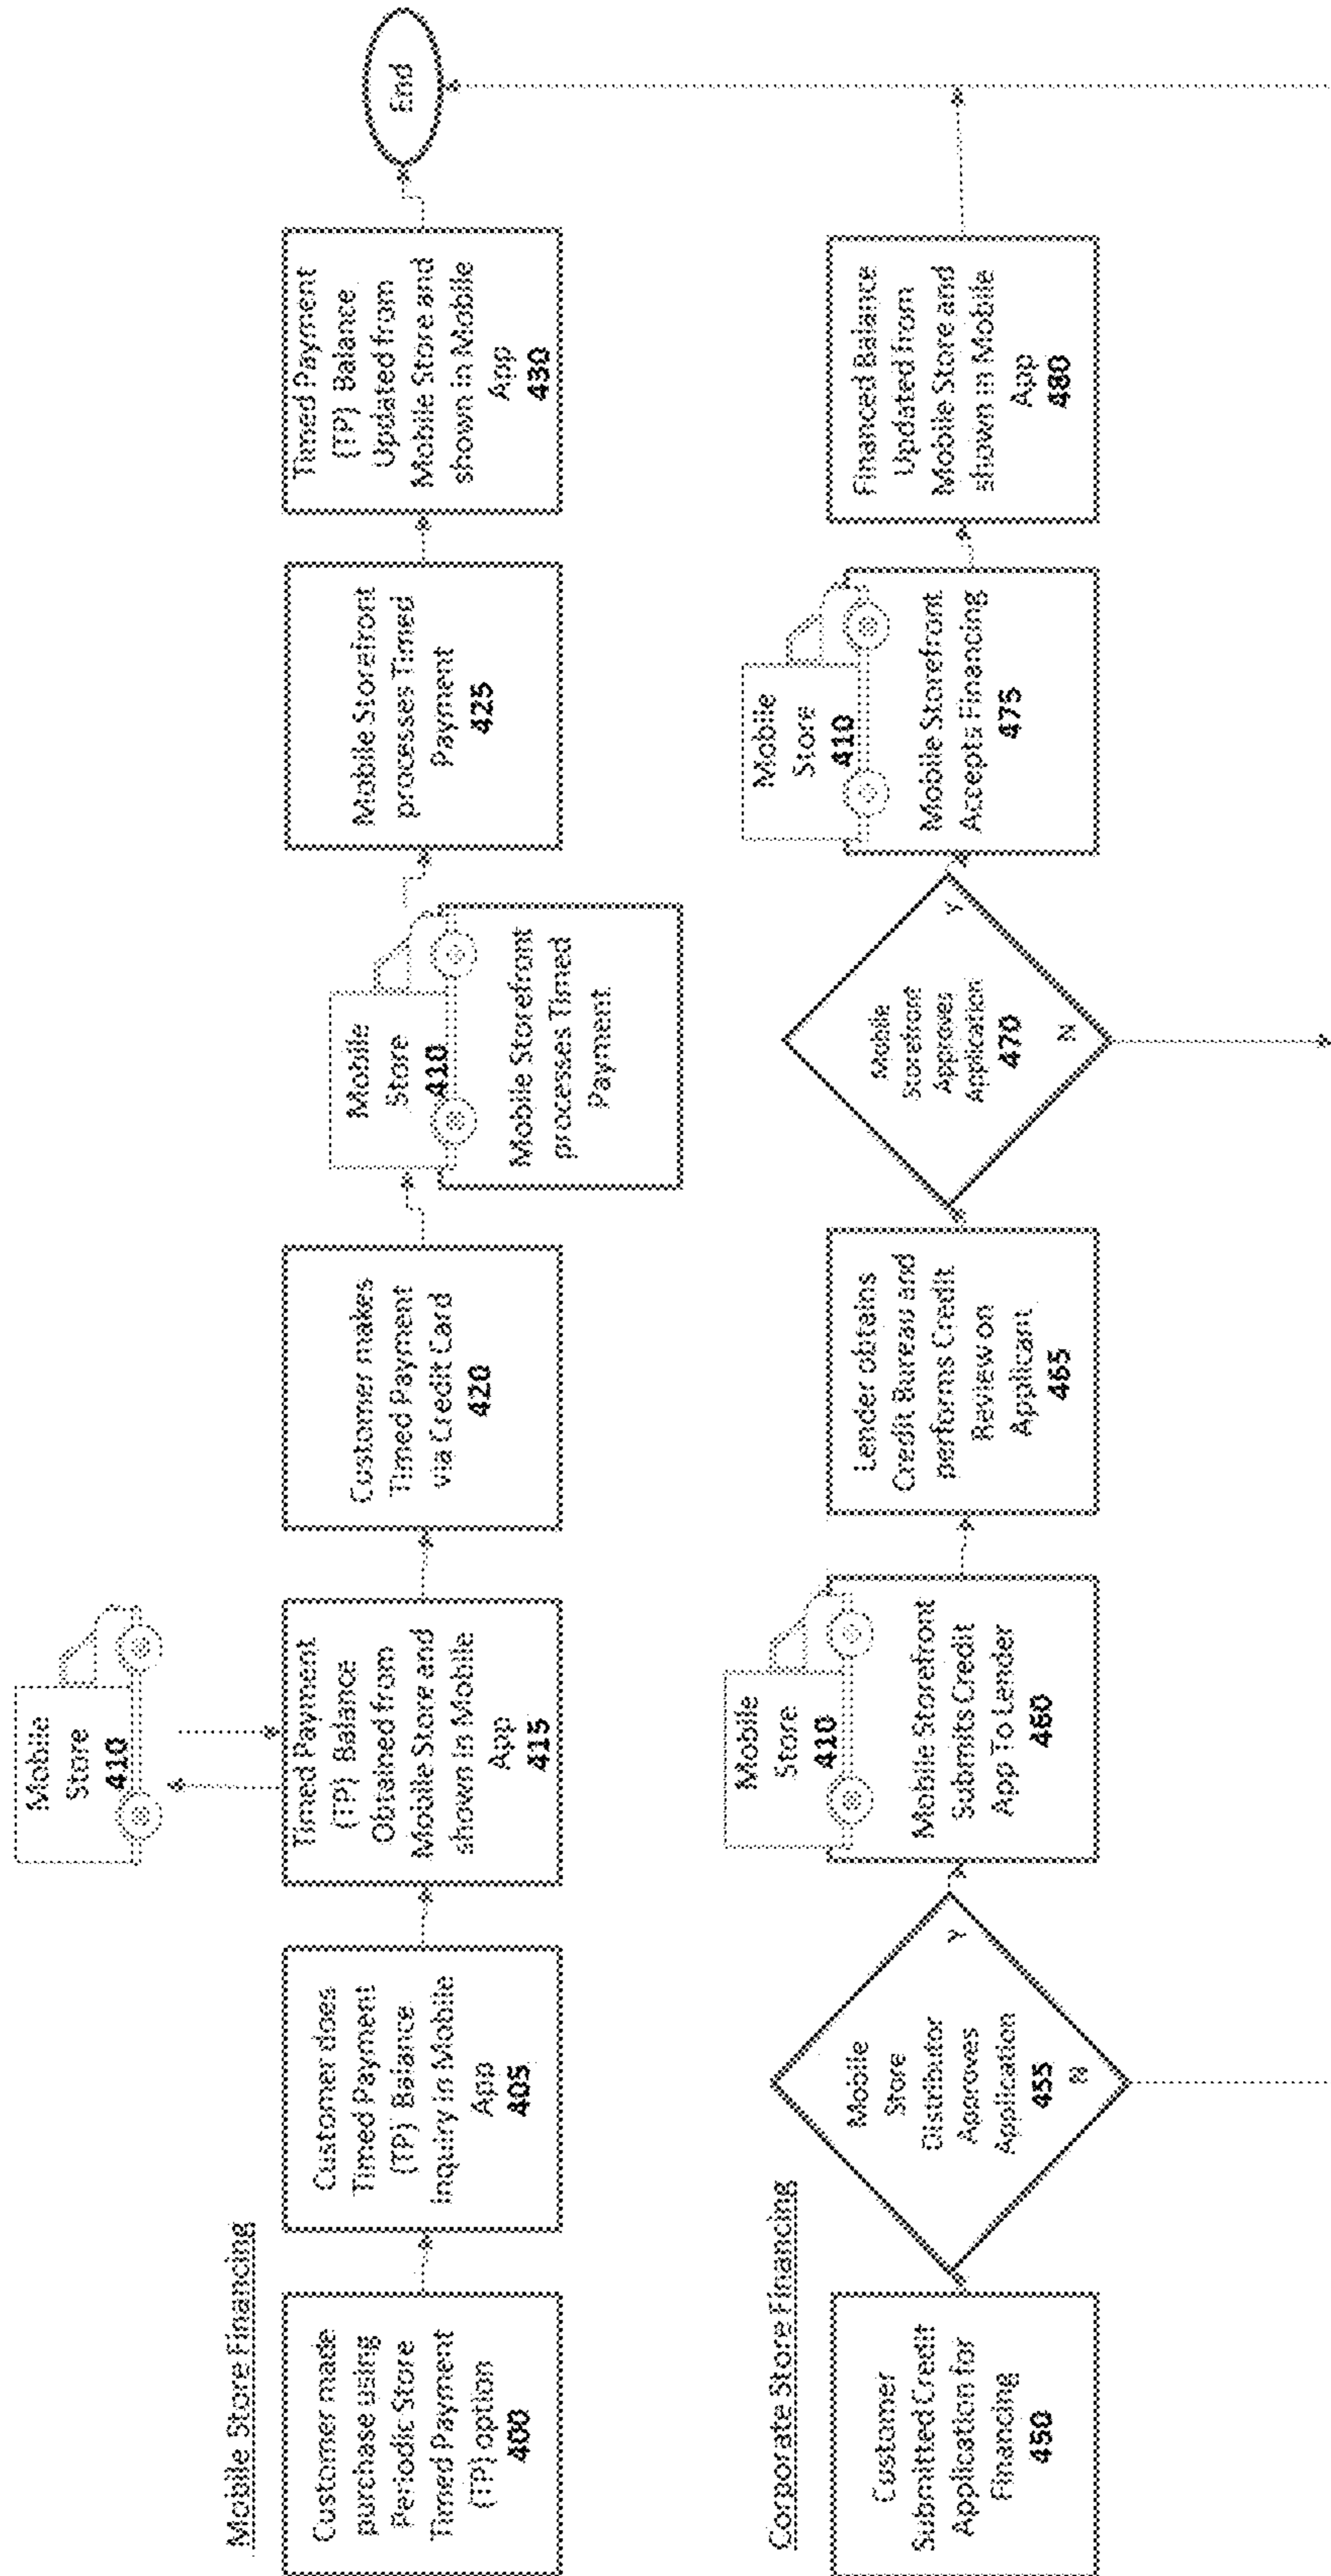 Mobile Store Financing
Customer made
purchase using
Periodic Store
Timed Payment
(TP) option
400
Customer does
Timed Payment
(TP) Balance
Inquiry in Mobile
App
405
Mobile
Store
410
Timed Payment
(TP) Balance
Obtained from
Mobile Store and
shown in Mobile
App
415
Customer makes
Timed Payment
via Credit Card
420
Mobile
Store
410
Mobile Storefront
processes Timed
Payment
Mobile Storefront
processes Timed
Payment
425
Timed Payment
(TP) Balance
Updated from
Mobile Store and
shown in Mobile
App
430
End
Corporate Store Financing
Customer
Submitted Credit
Application for
Financing
450
Mobile
Store
Distributor
Approves
Application
455
N
Y
Mobile
Store
410
Mobile Storefront
Submits Credit
App To Lender
460
Lender obtains
Credit Bureau and
performs Credit
Review on
Applicant
465
Mobile
Storefront
Approves
Application
470
N
Y
Mobile
Store
410
Mobile Storefront
Accepts Financing
475
Financed Balance
Updated from
Mobile Store and
shown in Mobile
App
480